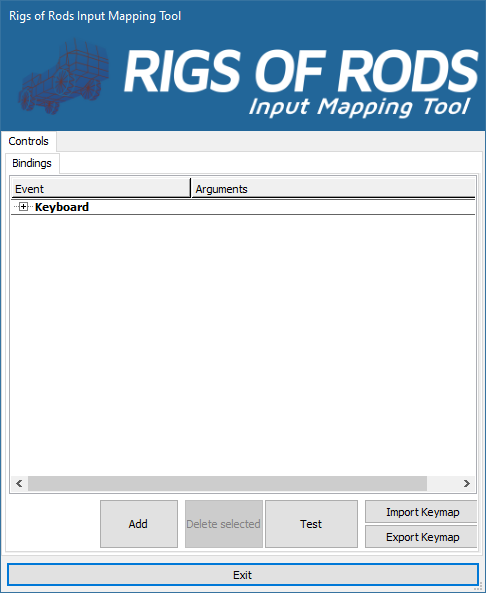 Rigs of Rods Input Mapping Tool
RIGS OF RODS
Input Mapping Tool
Controls
Bindings
Event Arguments
Keyboard
Add Delete selected Test Import Keymap
Export Keymap
Exit